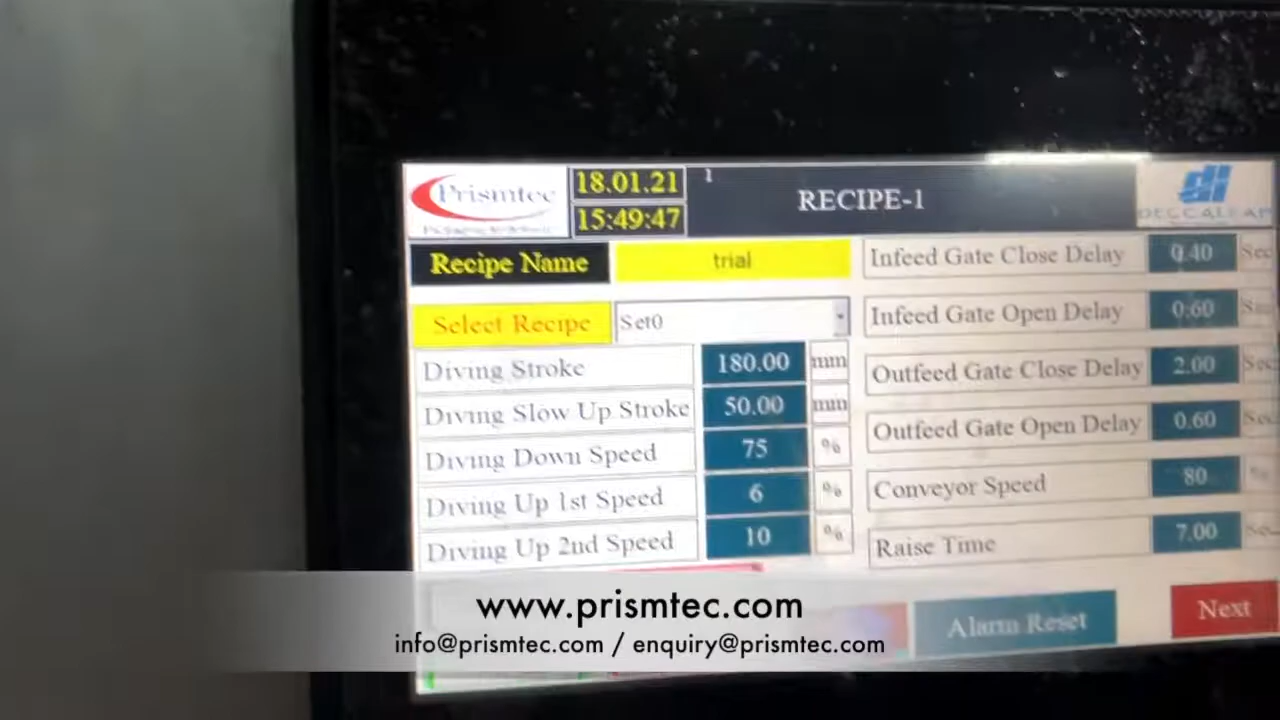 Prismtec
18.01.21
15:49:47
1
RECIPE-1
Recipe Name
trial
Select Recipe
Set0
Diving Stroke 180.00 mm
Diving Slow Up Stroke 50.00 mm
Diving Down Speed 75 %
Diving Up 1st Speed 6 %
Diving Up 2nd Speed 10 %
Infeed Gate Close Delay 0.40 Sec
Infeed Gate Open Delay 0.60
Outfeed Gate Close Delay 2.00 Sec
Outfeed Gate Open Delay 0.60 Sec
Conveyor Speed 80 %
Raise Time 7.00
Alarm Reset
Next
www.prismtec.com
info@prismtec.com / enquiry@prismtec.com